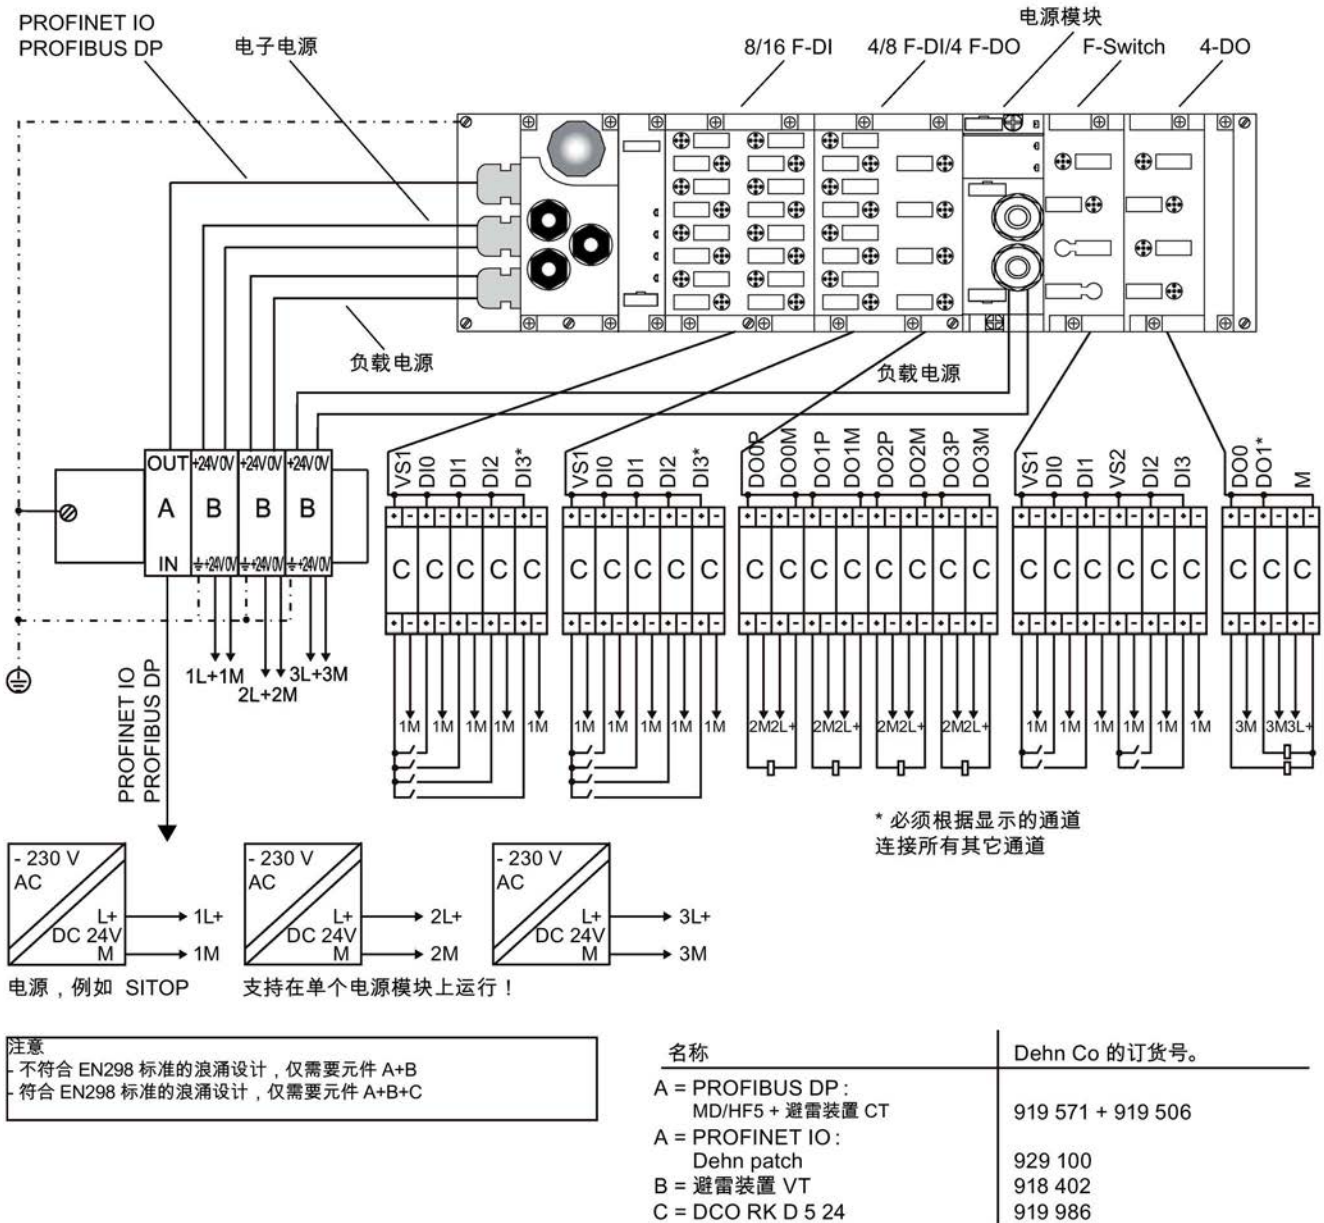 PROFINET IO
PROFIBUS DP
电子电源
电源模块
8/16 F-DI
4/8 F-DI/4 F-DO
F-Switch
4-DO
负载电源
负载电源
OUT +24V0V +24V0V +24V0V
A B B B
IN +24V0V +24V0V +24V0V
1L+1M
2L+2M
3L+3M
PROFINET IO
PROFIBUS DP
VS1 DI0 DI1 DI2 DI3*
VS1 DI0 DI1 DI2 DI3*
DO0P DO0M DO1P DO1M DO2P DO2M DO3P DO3M
VS1 DI0 DI1 VS2 DI2 DI3
DO0 DO1* M
+ - + - + - + - + -
+ - + - + - + - + -
+ - + - + - + - + - + - + - + -
+ - + - + - + - + - + -
+ - + - + -
C C C C C
C C C C C
C C C C C C C C
C C C C C C
C C C
+ - + - + - + - + -
+ - + - + - + - + -
+ - + - + - + - + - + - + - + -
+ - + - + - + - + - + -
+ - + - + -
1M 1M 1M 1M 1M
1M 1M 1M 1M 1M
2M2L+ 2M2L+ 2M2L+ 2M2L+
1M 1M 1M 1M 1M 1M
3M 3M3L+
* 必须根据显示的通道
连接所有其它通道
- 230 V
AC
L+
DC 24V
M
1L+
1M
- 230 V
AC
L+
DC 24V
M
2L+
2M
- 230 V
AC
L+
DC 24V
M
3L+
3M
电源，例如 SITOP
支持在单个电源模块上运行！
注意
- 不符合 EN298 标准的浪涌设计，仅需要元件 A+B
- 符合 EN298 标准的浪涌设计，仅需要元件 A+B+C
名称 Dehn Co 的订货号。
A = PROFIBUS DP：
MD/HF5 + 避雷装置 CT 919 571 + 919 506
A = PROFINET IO：
Dehn patch 929 100
B = 避雷装置 VT 918 402
C = DCO RK D 5 24 919 986